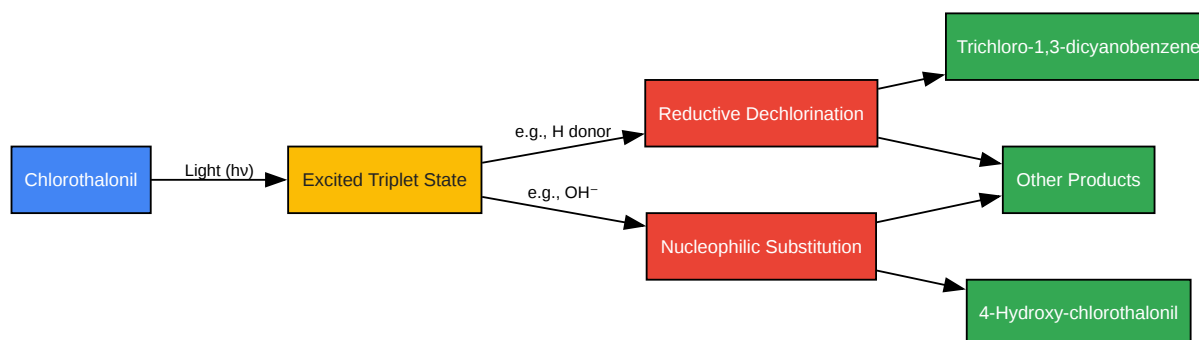 Trichloro-1,3-dicyanobenzene
Reductive Dechlorination
e.g., H donor
Chlorothalonil
Light (hν)
Excited Triplet State
Other Products
e.g., OH⁻
Nucleophilic Substitution
4-Hydroxy-chlorothalonil